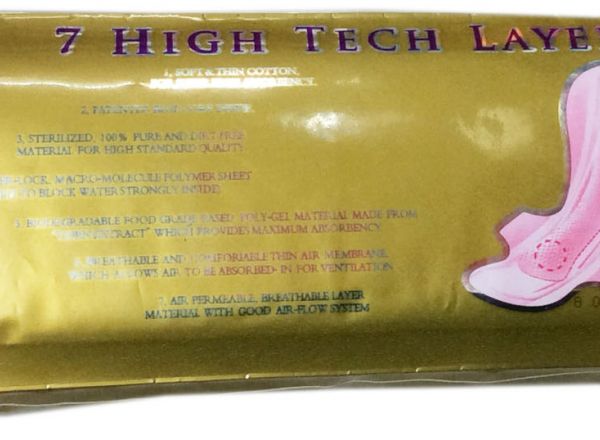 7 HIGH TECH LAYE
1, SOFT & THIN COTTON,
ABSORBENCY
2, PATENTED
3, STERILIZED, 100% PURE AND DIRT FREE
MATERIAL FOR HIGH STANDARD QUALITY
LOCK, MACRO-MOLECULE POLYMER SHEET
TO BLOCK WATER STRONGLY INSIDE
5, BIODEGRADABLE FOOD GRADE BASED POLY-GEL MATERIAL MADE FROM
EXTRACT" WHICH PROVIDES MAXIMUM ABSORBENCY
6, BREATHABLE AND COMFORTABLE THIN AIR MEMBRANE,
WHICH ALLOWS AIR TO BE ABSORBED-IN FOR VENTILATION
7, AIR PERMEABLE, BREATHABLE LAYER
MATERIAL WITH GOOD AIR-FLOW SYSTEM